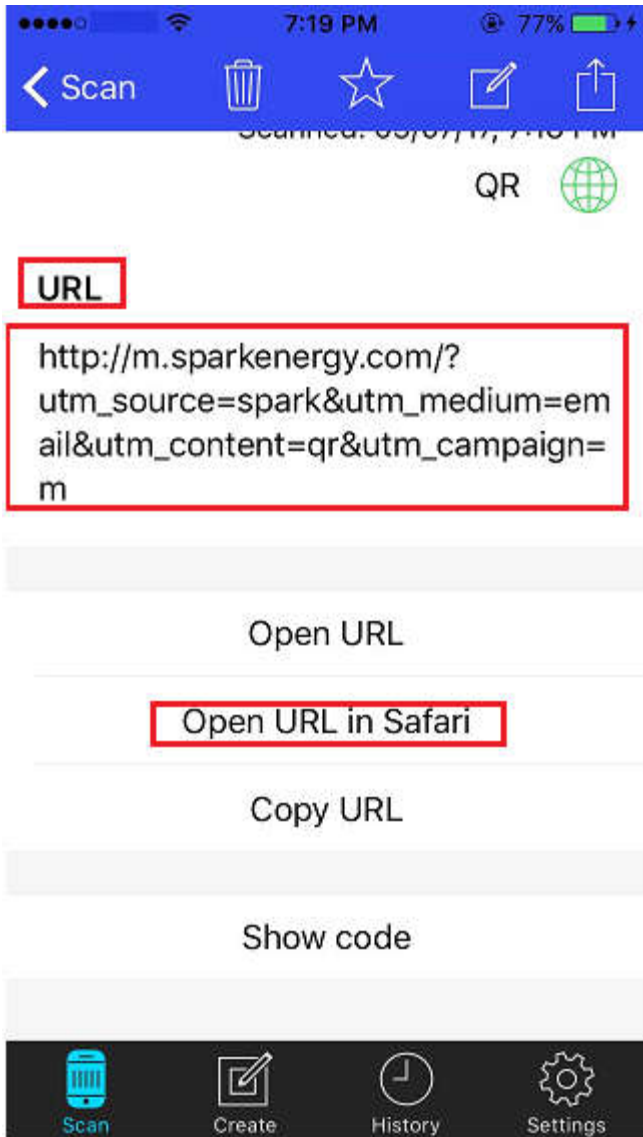 7:19 PM
77%
Scan
QR
URL
http://m.sparkenergy.com/?
utm_source=spark&utm_medium=em
ail&utm_content=qr&utm_campaign=
m
Open URL
Open URL in Safari
Copy URL
Show code
Scan Create History Settings